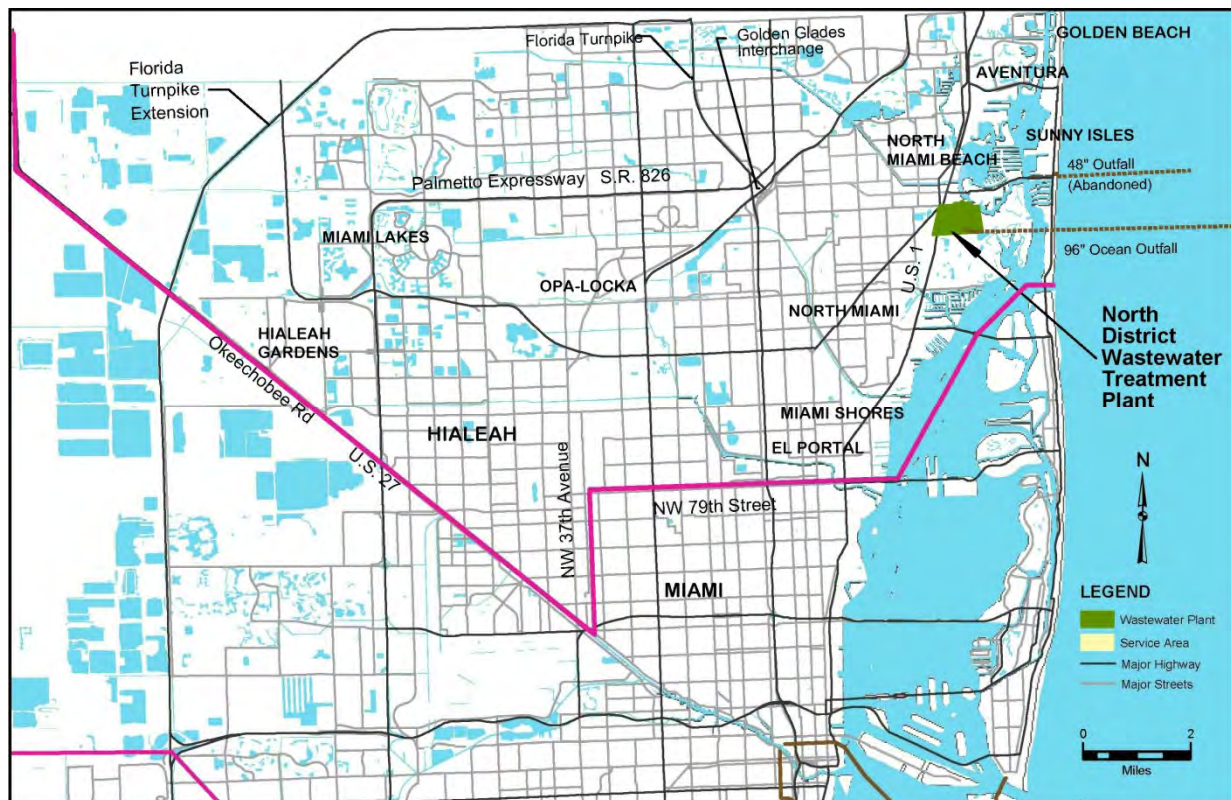 Florida Turnpike
Golden Glades
Interchange
GOLDEN BEACH
Florida
Turnpike
Extension
AVENTURA
NORTH
MIAMI BEACH
SUNNY ISLES
48" Outfall
(Abandoned)
Palmetto Expressway S.R. 826
MIAMI LAKES
U.S. 1
96" Ocean Outfall
OPA-LOCKA
NORTH MIAMI
North
District
Wastewater
Treatment
Plant
HIALEAH
GARDENS
Okeechobee Rd
U.S. 27
HIALEAH
MIAMI SHORES
EL PORTAL
NW 37th Avenue
NW 79th Street
MIAMI
N
LEGEND
Wastewater Plant
Service Area
Major Highway
Major Streets
0 2
Miles